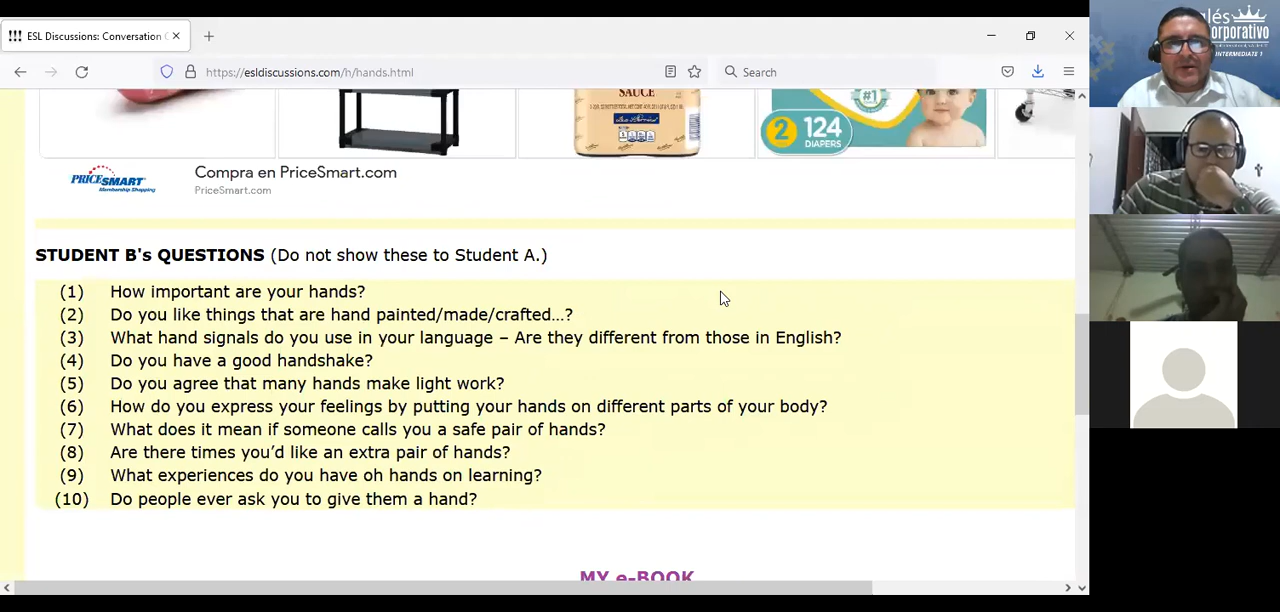 ESL Discussions: Conversation
https://esldiscussions.com/h/hands.html
Search
SAUCE
#1
2
124
DIAPERS
PRICESMART
Membership Shopping
Compra en PriceSmart.com
PriceSmart.com
STUDENT B's QUESTIONS (Do not show these to Student A.)
(1) How important are your hands?
(2) Do you like things that are hand painted/made/crafted...?
(3) What hand signals do you use in your language – Are they different from those in English?
(4) Do you have a good handshake?
(5) Do you agree that many hands make light work?
(6) How do you express your feelings by putting your hands on different parts of your body?
(7) What does it mean if someone calls you a safe pair of hands?
(8) Are there times you'd like an extra pair of hands?
(9) What experiences do you have oh hands on learning?
(10) Do people ever ask you to give them a hand?
MY e-BOOK
INTERMEDIATE 1